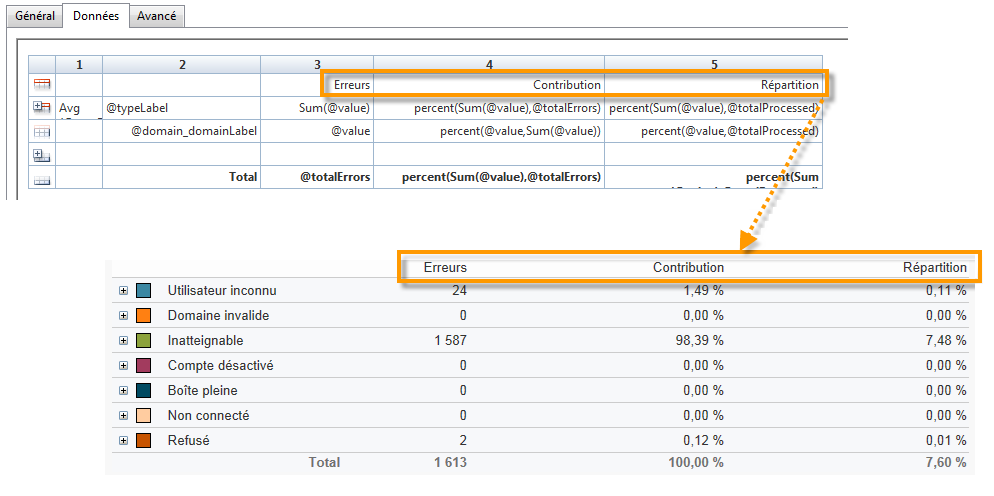 Général Données Avancé
1 2 3 4 5
Erreurs Contribution Répartition
Avg @typeLabel Sum(@value) percent(Sum(@value),@totalErrors) percent(Sum(@value),@totalProcessed)
@domain_domainLabel @value percent(@value,Sum(@value)) percent(@value,@totalProcessed)
Total @totalErrors percent(Sum(@value),@totalErrors) percent(Sum
Erreurs Contribution Répartition
Utilisateur inconnu 24 1,49 % 0,11 %
Domaine invalide 0 0,00 % 0,00 %
Inatteignable 1 587 98,39 % 7,48 %
Compte désactivé 0 0,00 % 0,00 %
Boîte pleine 0 0,00 % 0,00 %
Non connecté 0 0,00 % 0,00 %
Refusé 2 0,12 % 0,01 %
Total 1 613 100,00 % 7,60 %